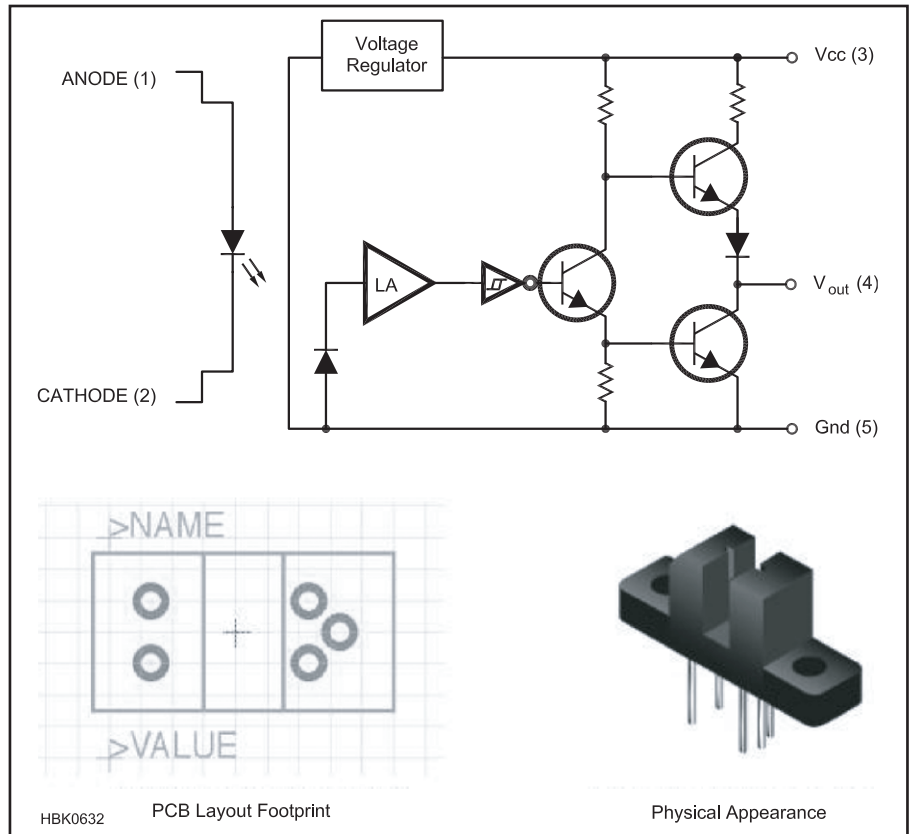 Voltage
Regulator
Vcc (3)
ANODE (1)
LA
Vout (4)
CATHODE (2)
Gnd (5)
>NAME
>VALUE
HBK0632
PCB Layout Footprint
Physical Appearance